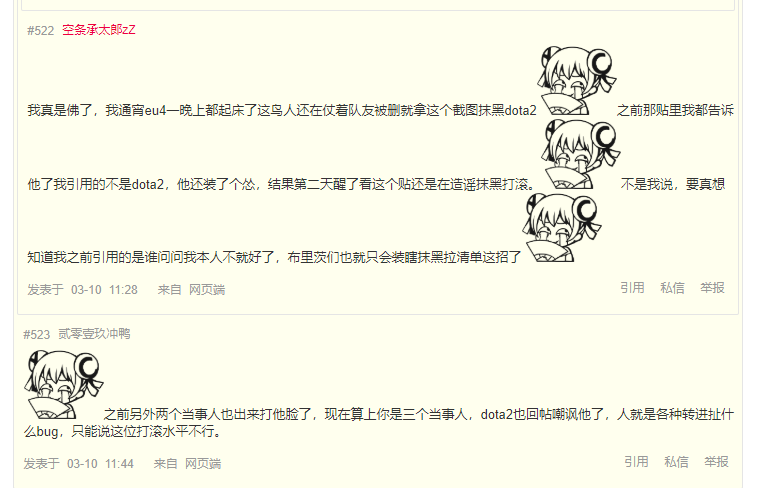 #522 空条承太郎zZ
我真是佛了，我通宵eu4一晚上都起床了这鸟人还在仗着队友被删就拿这个截图抹黑dota2 之前那贴里我都告诉
他了我引用的不是dota2，他还装了个怂，结果第二天醒了看这个贴还是在造谣抹黑打滚。 不是我说，要真想
知道我之前引用的是谁问问我本人不就好了，布里茨们也就只会装瞎抹黑拉清单这招了
发表于 03-10 11:28 来自 网页端 引用 私信 举报
#523 贰零壹玖冲鸭
之前另外两个当事人也出来打他脸了，现在算上你是三个当事人，dota2也回帖嘲讽他了，人就是各种转进扯什
么bug，只能说这位打滚水平不行。
发表于 03-10 11:44 来自 网页端 引用 私信 举报